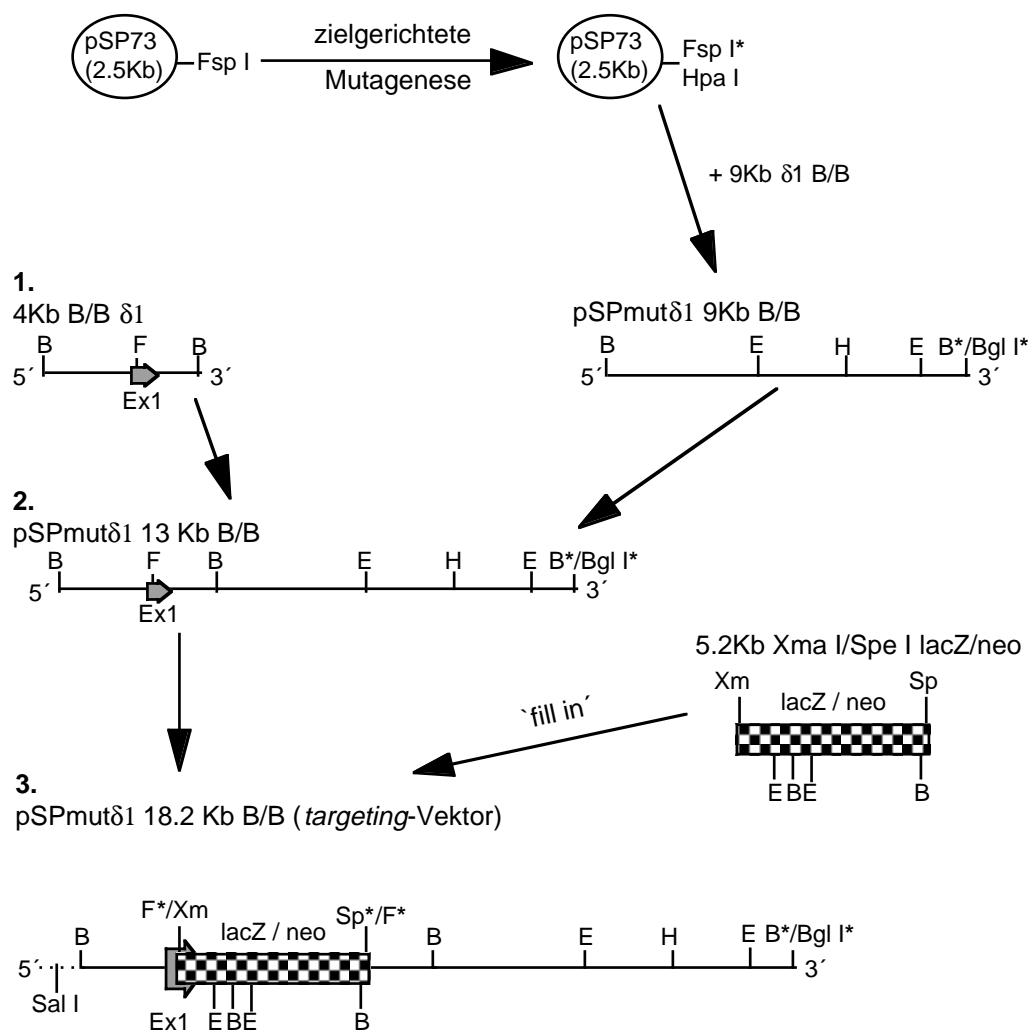 pSP73
(2.5Kb)
Fsp I
zielgerichtete
Mutagenese
pSP73
(2.5Kb)
Fsp I*
Hpa I
+ 9Kb δ1 B/B
1.
4Kb B/B δ1
B F B
5´ 3´
Ex1
pSPmutδ1 9Kb B/B
B E H E B*/Bgl I*
5´ 3´
2.
pSPmutδ1 13 Kb B/B
B F B E H E B*/Bgl I*
5´ 3´
Ex1
5.2Kb Xma I/Spe I lacZ/neo
Xm Sp
lacZ / neo
E B E B
`fill in´
3.
pSPmutδ1 18.2 Kb B/B (targeting-Vektor)
F*/Xm Sp*/F*
B lacZ / neo B E H E B*/Bgl I*
5´ 3´
Sal I
Ex1 E B E B